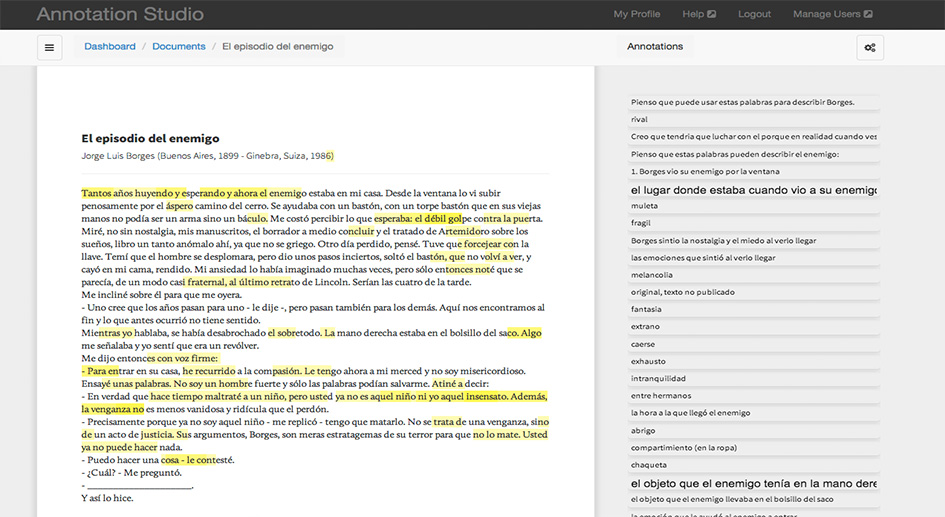 Annotation Studio
My Profile Help Logout Manage Users
Dashboard / Documents / El episodio del enemigo
Annotations
El episodio del enemigo
Jorge Luis Borges (Buenos Aires, 1899 - Ginebra, Suiza, 1986)
Tantos años huyendo y esperando y ahora el enemigo estaba en mi casa. Desde la ventana lo vi subir
penosamente por el áspero camino del cerro. Se ayudaba con un bastón, con un torpe bastón que en sus viejas
manos no podía ser un arma sino un báculo. Me costó percibir lo que esperaba: el débil golpe contra la puerta.
Miré, no sin nostalgia, mis manuscritos, el borrador a medio concluir y el tratado de Artemidoro sobre los
sueños, libro un tanto anómalo ahí, ya que no se griego. Otro día perdido, pensé. Tuve que forcejear con la
llave. Temí que el hombre se desplomara, pero dio unos pasos inciertos, soltó el bastón, que no volví a ver, y
cayó en mi cama, rendido. Mi ansiedad lo había imaginado muchas veces, pero sólo entonces noté que se
parecía, de un modo casi fraternal, al último retrato de Lincoln. Serían las cuatro de la tarde.
Me incliné sobre él para que me oyera.
- Uno cree que los años pasan para uno - le dije -, pero pasan también para los demás. Aquí nos encontramos al
fin y lo que antes ocurrió no tiene sentido.
Mientras yo hablaba, se había desabrochado el sobretodo. La mano derecha estaba en el bolsillo del saco. Algo
me señalaba y yo sentí que era un revólver.
Me dijo entonces con voz firme:
- Para entrar en su casa, he recurrido a la compasión. Le tengo ahora a mi merced y no soy misericordioso.
Ensayé unas palabras. No soy un hombre fuerte y sólo las palabras podían salvarme. Atiné a decir:
- En verdad que hace tiempo maltraté a un niño, pero usted ya no es aquel niño ni yo aquel insensato. Además,
la venganza no es menos vanidosa y ridícula que el perdón.
- Precisamente porque ya no soy aquel niño - me replicó - tengo que matarlo. No se trata de una venganza, sino
de un acto de justicia. Sus argumentos, Borges, son meras estratagemas de su terror para que no lo mate. Usted
ya no puede hacer nada.
- Puedo hacer una cosa - le contesté.
- ¿Cuál? - Me preguntó.
- ______________________.
Y así lo hice.
Pienso que puede usar estas palabras para describir Borges.
rival
Creo que tendria que luchar con el porque en realidad cuando ves
Pienso que estas palabras pueden describir el enemigo:
1. Borges vio su enemigo por la ventana
el lugar donde estaba cuando vio a su enemigo
muleta
fragil
Borges sintio la nostalgia y el miedo al verlo llegar
las emociones que sintió al verlo llegar
melancolia
original, texto no publicado
fantasia
extrano
caerse
exhausto
intranquilidad
entre hermanos
la hora a la que llegó el enemigo
abrigo
compartimiento (en la ropa)
chaqueta
el objeto que el enemigo tenía en la mano dere
el objeto que el enemigo llevaba en el bolsillo del saco